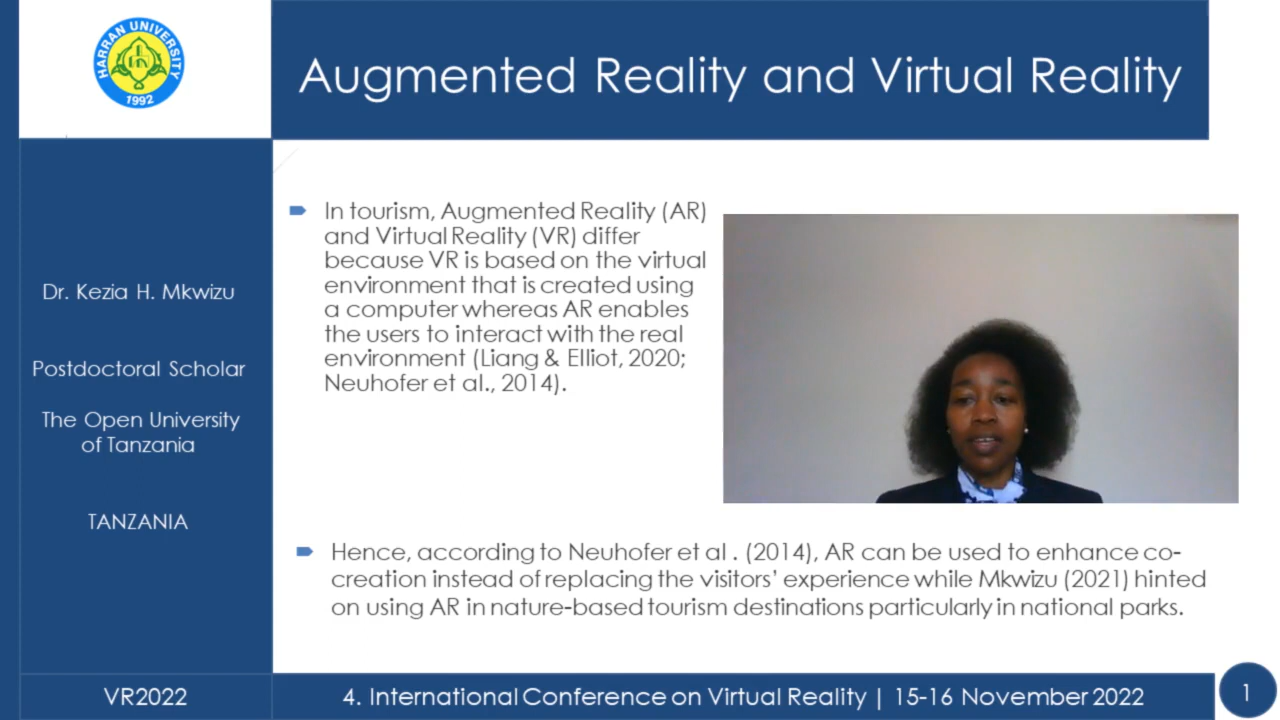 HARRAN UNIVERSITY
1992
Augmented Reality and Virtual Reality
Dr. Kezia H. Mkwizu
Postdoctoral Scholar
The Open University
of Tanzania
TANZANIA
In tourism, Augmented Reality (AR)
and Virtual Reality (VR) differ
because VR is based on the virtual
environment that is created using
a computer whereas AR enables
the users to interact with the real
environment (Liang & Elliot, 2020;
Neuhofer et al., 2014).
Hence, according to Neuhofer et al . (2014), AR can be used to enhance co-
creation instead of replacing the visitors' experience while Mkwizu (2021) hinted
on using AR in nature-based tourism destinations particularly in national parks.
VR2022
4. International Conference on Virtual Reality | 15-16 November 2022
1